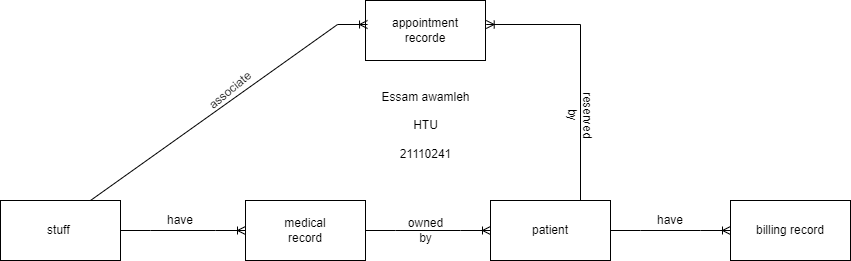 appointment
recorde
associate
Essam awamleh
HTU
21110241
reserved
by
stuff
have
medical
record
owned
by
patient
have
billing record